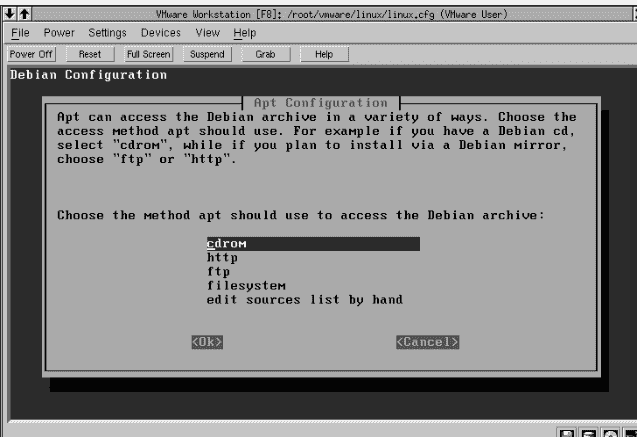 VMware Workstation [F8]: /root/vmware/linux/linux.cfg (VMware User)
File Power Settings Devices View Help
Power Off Reset Full Screen Suspend Grab Help
Debian Configuration
Apt Configuration
Apt can access the Debian archive in a variety of ways. Choose the
access method apt should use. For example if you have a Debian cd,
select "cdrom", while if you plan to install via a Debian mirror,
choose "ftp" or "http".
Choose the method apt should use to access the Debian archive:
cdrom
http
ftp
filesystem
edit sources list by hand
<Ok> <Cancel>